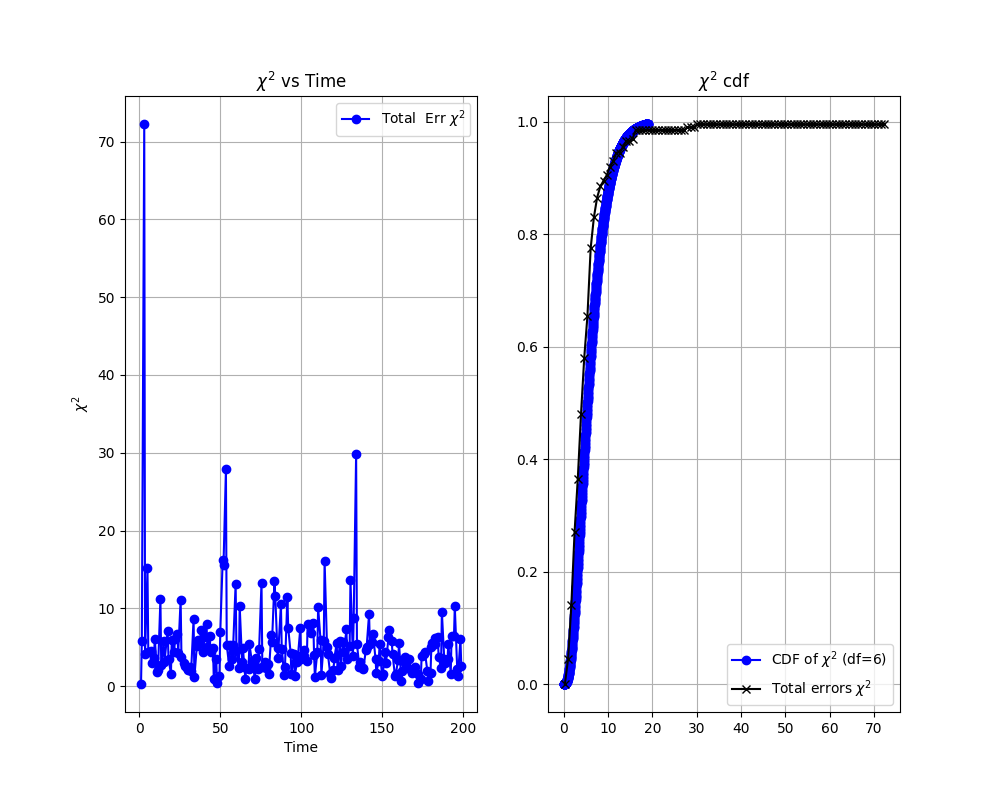 χ² vs Time
Total Err χ²
70
60
50
40
30
20
10
0
χ²
0 50 100 150 200
Time
χ² cdf
1.0
0.8
0.6
0.4
0.2
0.0
CDF of χ² (df=6)
Total errors χ²
0 10 20 30 40 50 60 70